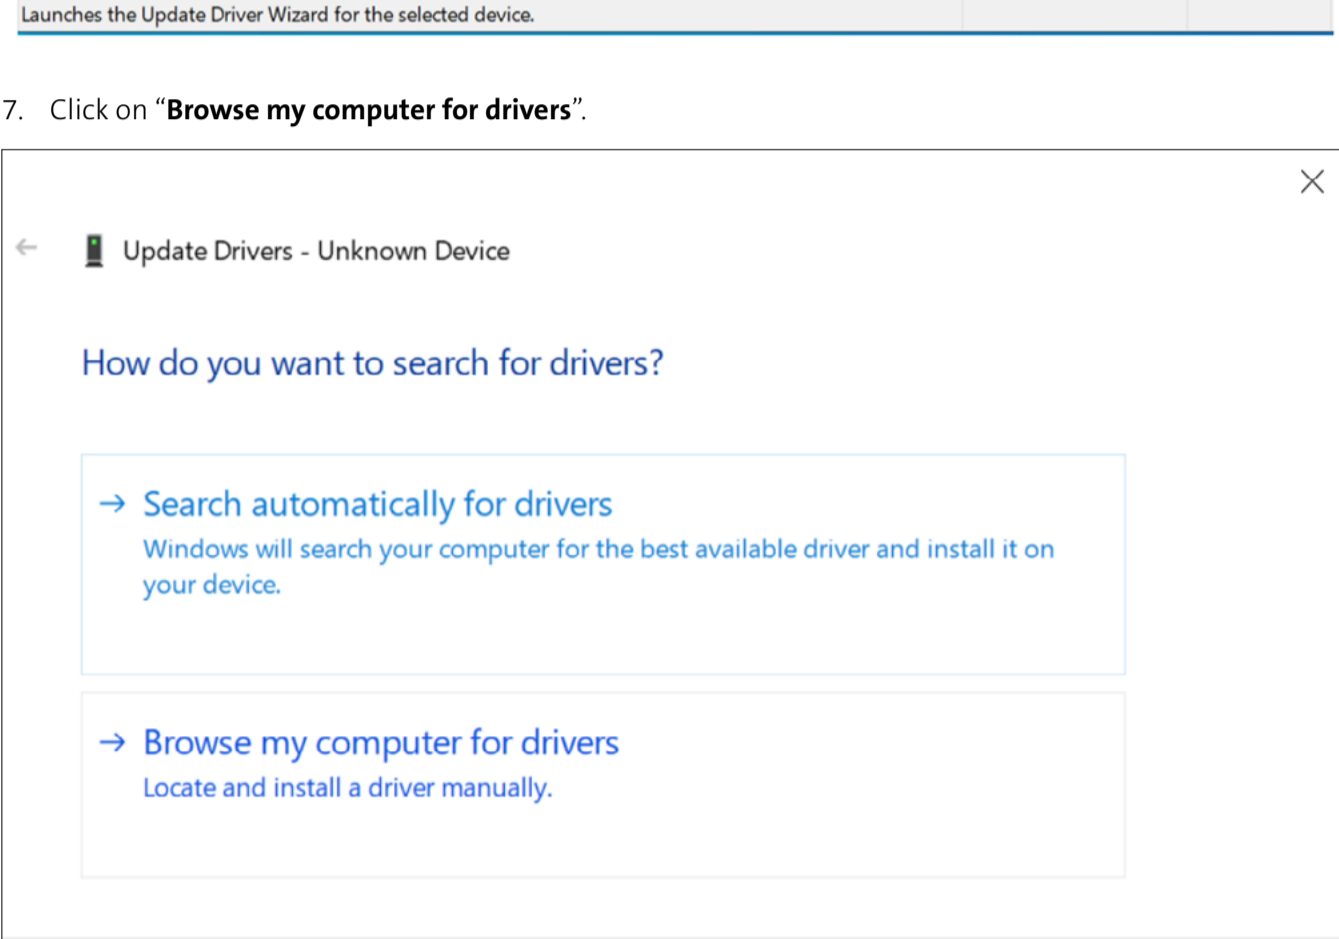 Launches the Update Driver Wizard for the selected device.
7. Click on “Browse my computer for drivers”.
Update Drivers - Unknown Device
How do you want to search for drivers?
Search automatically for drivers
Windows will search your computer for the best available driver and install it on
your device.
Browse my computer for drivers
Locate and install a driver manually.